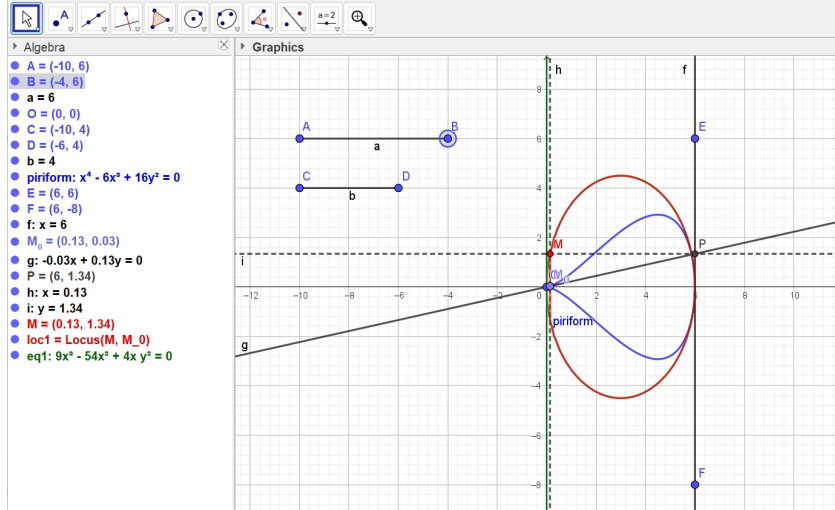 A
α
a=2
Algebra
Graphics
A = (-10, 6)
B = (-4, 6)
a = 6
O = (0, 0)
C = (-10, 4)
D = (-6, 4)
b = 4
piriform: x⁴ - 6x³ + 16y² = 0
E = (6, 6)
F = (6, -8)
f: x = 6
M₀ = (0.13, 0.03)
g: -0.03x + 0.13y = 0
P = (6, 1.34)
h: x = 0.13
i: y = 1.34
M = (0.13, 1.34)
loc1 = Locus(M, M_0)
eq1: 9x³ - 54x² + 4x y² = 0
h
f
8
A
B
E
6
a
C
D
4
b
2
M
P
i
M₀
−12
−10
−8
−6
−4
−2
0
2
4
6
8
10
piriform
−2
g
−4
−6
F
−8